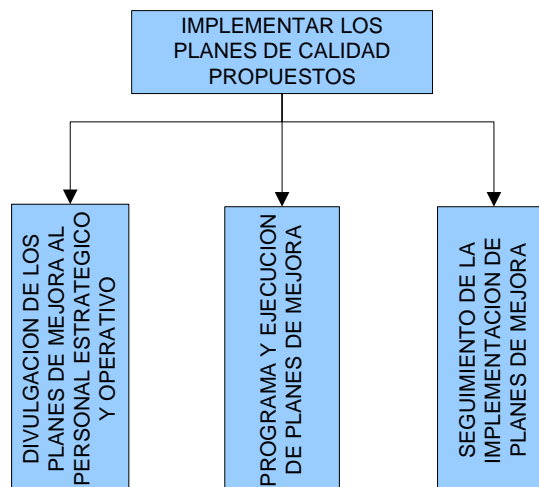 IMPLEMENTAR LOS
PLANES DE CALIDAD
PROPUESTOS
DIVULGACION DE LOS
PLANES DE MEJORA AL
PERSONAL ESTRATEGICO
Y OPERATIVO
PROGRAMA Y EJECUCION
DE PLANES DE MEJORA
SEGUIMIENTO DE LA
IMPLEMENTACION DE
PLANES DE MEJORA